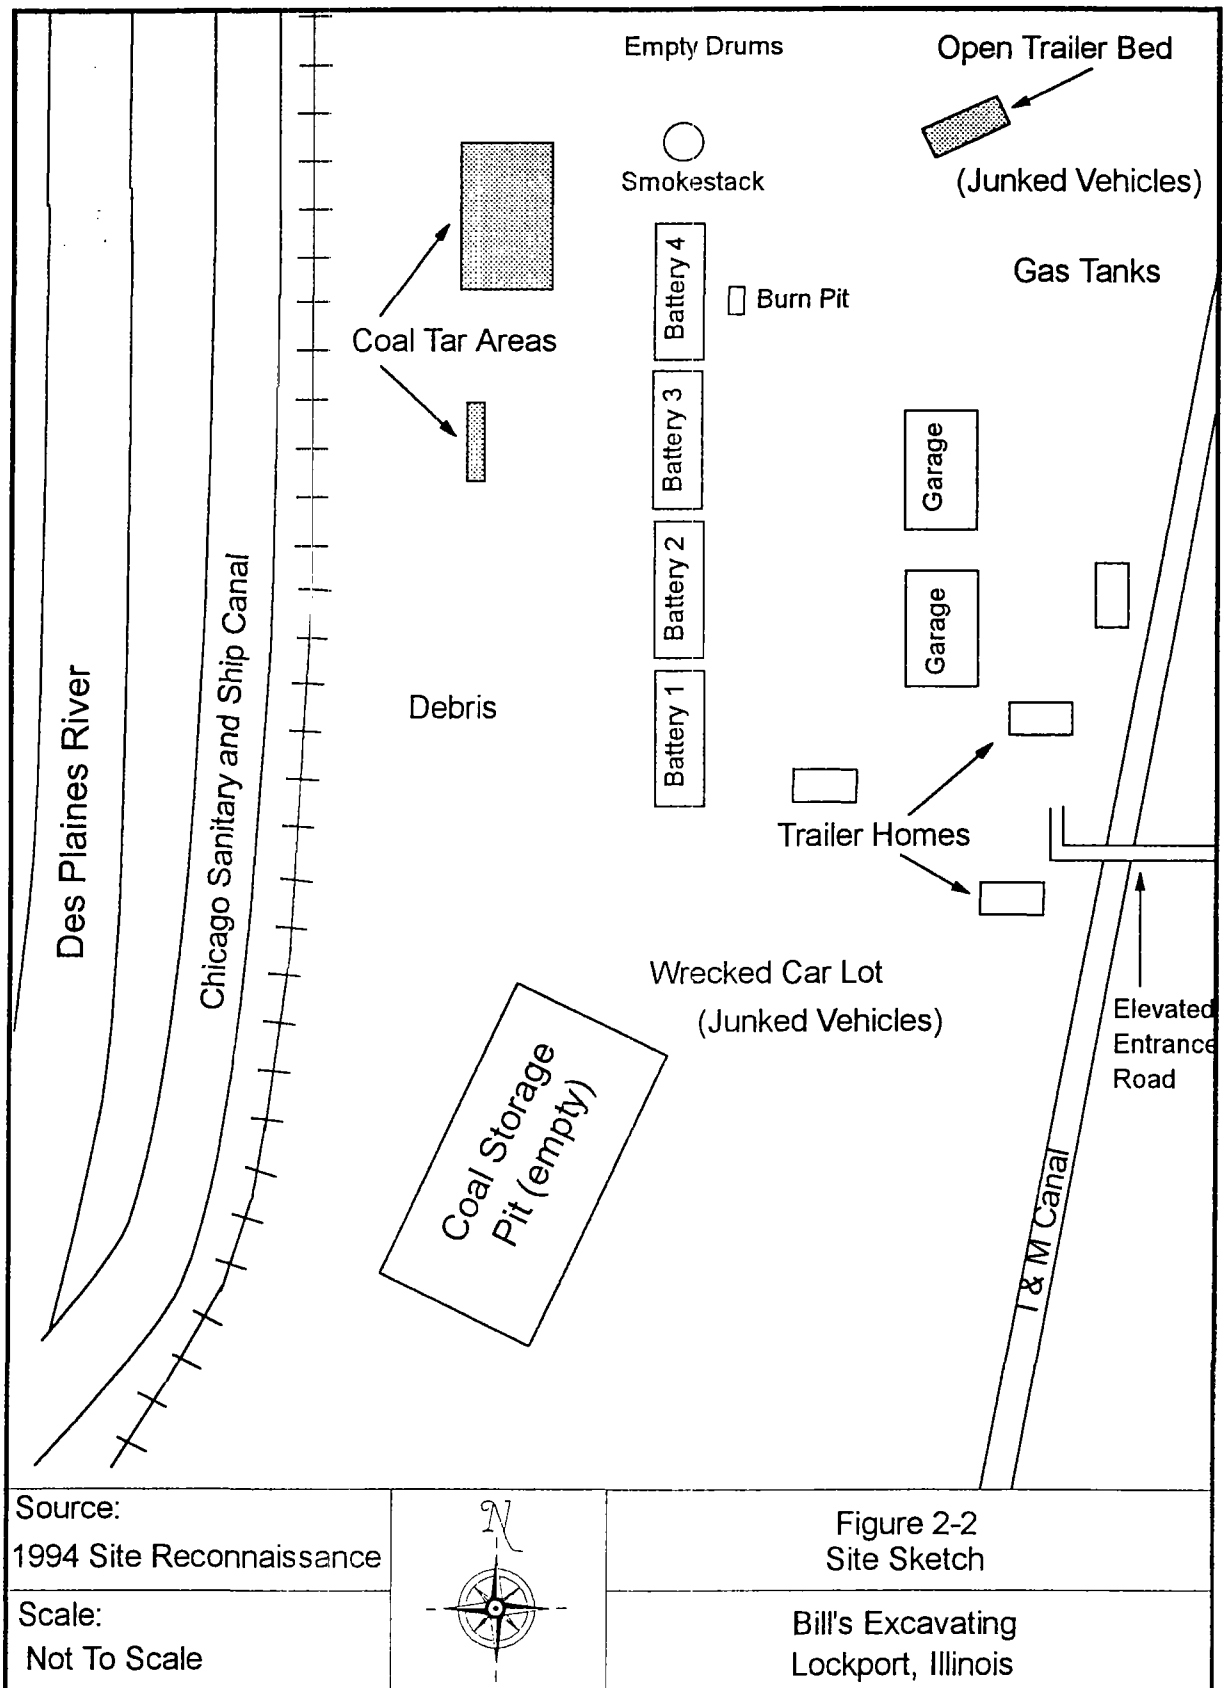 Empty Drums
Open Trailer Bed
Smokestack
(Junked Vehicles)
Battery 4
Burn Pit
Gas Tanks
Coal Tar Areas
Battery 3
Garage
Battery 2
Garage
Chicago Sanitary and Ship Canal
Des Plaines River
Debris
Battery 1
Trailer Homes
Wrecked Car Lot
(Junked Vehicles)
Elevated
Entrance
Road
Coal Storage
Pit (empty)
I & M Canal
Source:
1994 Site Reconnaissance
Scale:
Not To Scale
N
Figure 2-2
Site Sketch
Bill's Excavating
Lockport, Illinois